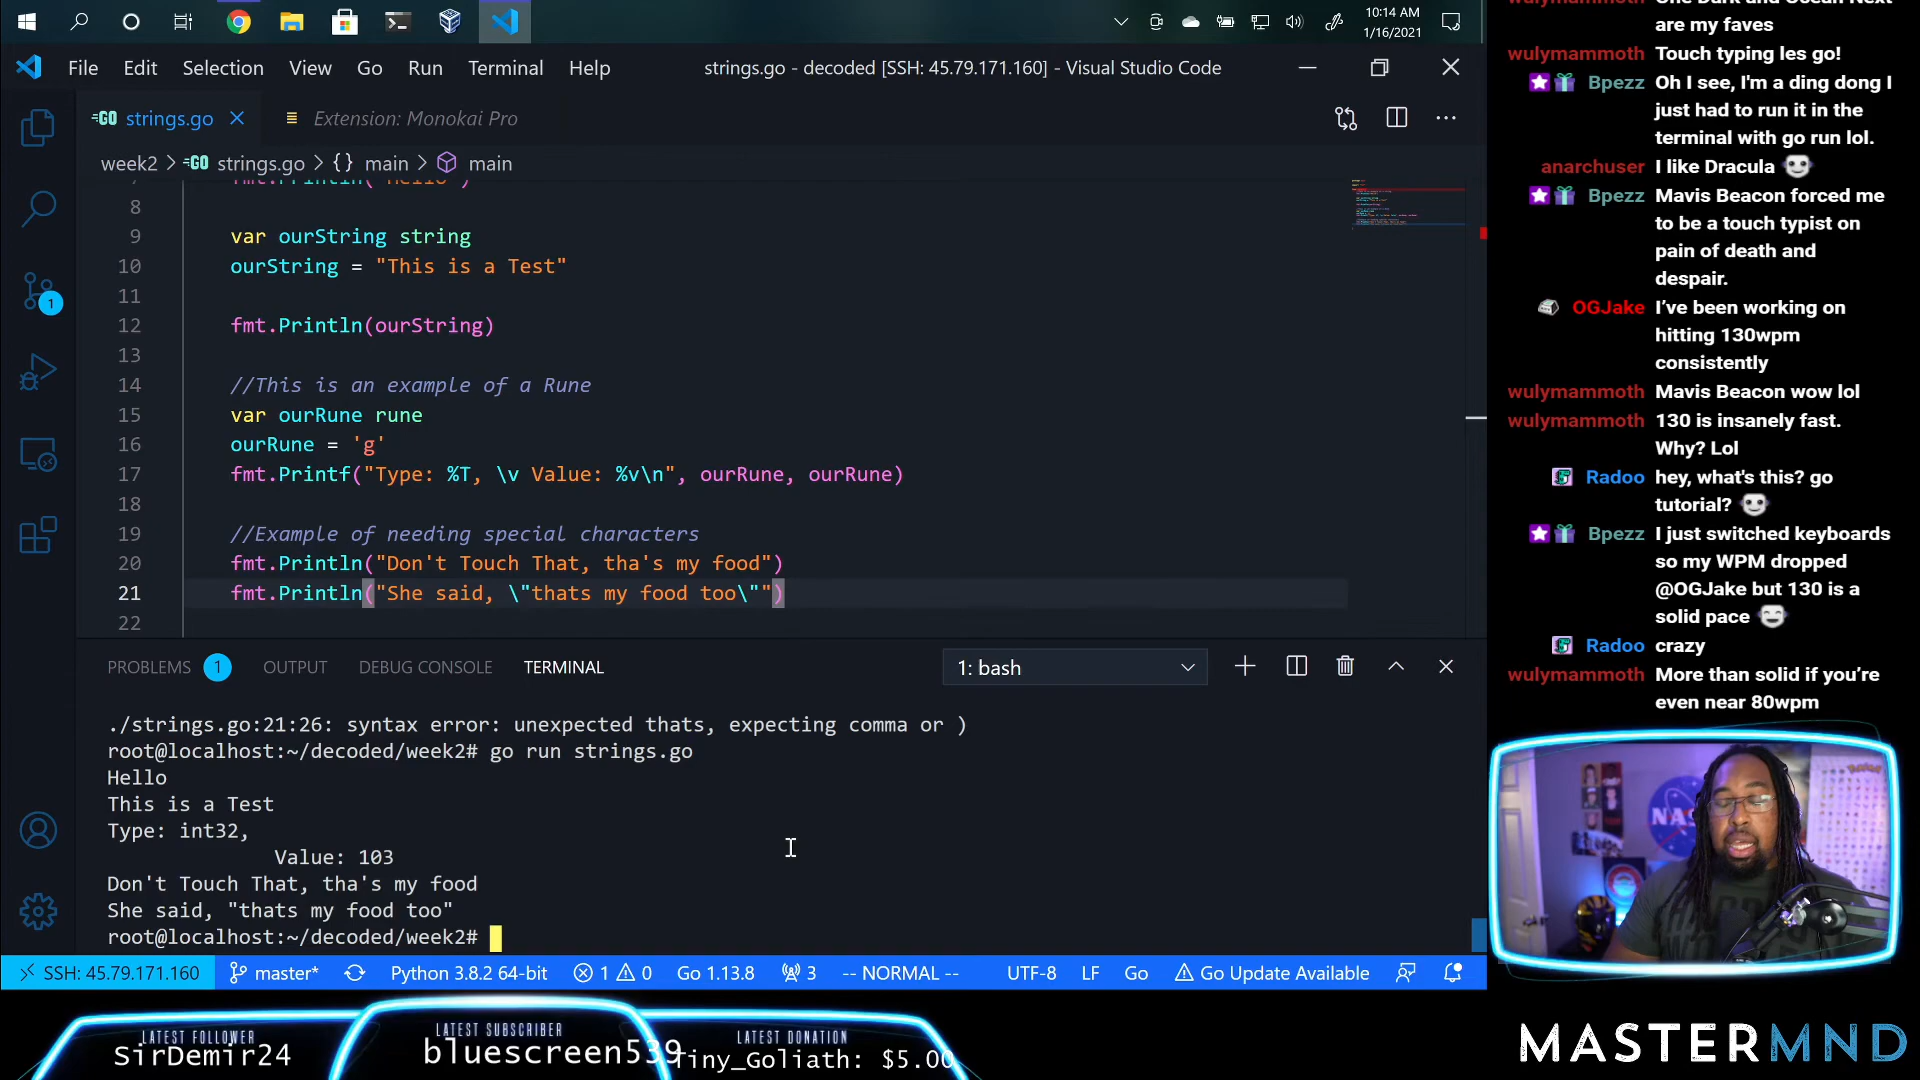 10:14 AM
1/16/2021
File Edit Selection View Go Run Terminal Help
strings.go - decoded [SSH: 45.79.171.160] - Visual Studio Code
GO strings.go
Extension: Monokai Pro
week2 > GO strings.go > {} main > main
7 fmt.Println("Hello")
8
9 var ourString string
10 ourString = "This is a Test"
11
12 fmt.Println(ourString)
13
14 //This is an example of a Rune
15 var ourRune rune
16 ourRune = 'g'
17 fmt.Printf("Type: %T, \v Value: %v\n", ourRune, ourRune)
18
19 //Example of needing special characters
20 fmt.Println("Don't Touch That, tha's my food")
21 fmt.Println("She said, \"thats my food too\"")
22
1
PROBLEMS 1 OUTPUT DEBUG CONSOLE TERMINAL
1: bash
./strings.go:21:26: syntax error: unexpected thats, expecting comma or )
root@localhost:~/decoded/week2# go run strings.go
Hello
This is a Test
Type: int32,
Value: 103
Don't Touch That, tha's my food
She said, "thats my food too"
root@localhost:~/decoded/week2#
SSH: 45.79.171.160 master* Python 3.8.2 64-bit 1 0 Go 1.13.8 3 -- NORMAL -- UTF-8 LF Go Go Update Available
wulymammoth One Dark and Ocean Next
are my faves
wulymammoth Touch typing les go!
Bpezz Oh I see, I'm a ding dong I
just had to run it in the
terminal with go run lol.
anarchuser I like Dracula
Bpezz Mavis Beacon forced me
to be a touch typist on
pain of death and
despair.
OGJake I've been working on
hitting 130wpm
consistently
wulymammoth Mavis Beacon wow lol
wulymammoth 130 is insanely fast.
Why? Lol
Radoo hey, what's this? go
tutorial?
Bpezz I just switched keyboards
so my WPM dropped
@OGJake but 130 is a
solid pace
Radoo crazy
wulymammoth More than solid if you're
even near 80wpm
NASA
LATEST FOLLOWER
SirDemir24
LATEST SUBSCRIBER
bluescreen539
LATEST DONATION
Tiny_Goliath: $5.00
MASTERMND